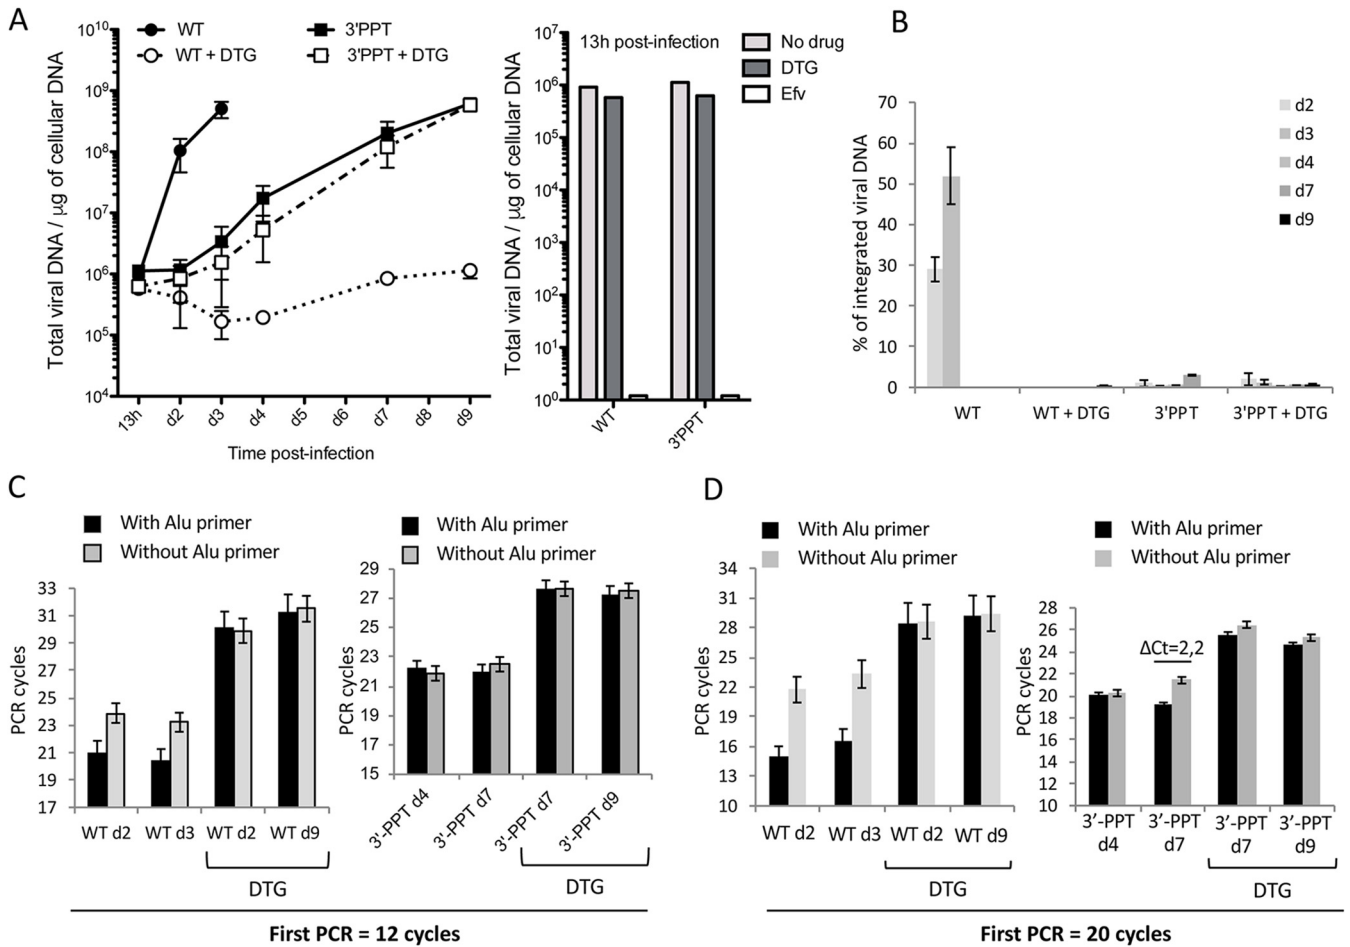 A
WT
3'PPT
WT + DTG
3'PPT + DTG
Total viral DNA / µg of cellular DNA
10^10
10^9
10^8
10^7
10^6
10^5
10^4
13h
d2
d3
d4
d5
d6
d7
d8
d9
Time post-infection
13h post-infection
No drug
DTG
Efv
Total viral DNA / µg of cellular DNA
10^7
10^6
10^5
10^4
10^3
10^2
10^1
10^0
WT
3'PPT
B
% of integrated viral DNA
70
60
50
40
30
20
10
0
d2
d3
d4
d7
d9
WT
WT + DTG
3'PPT
3'PPT + DTG
C
With Alu primer
Without Alu primer
PCR cycles
33
31
29
27
25
23
21
19
17
WT d2
WT d3
WT d2
WT d9
DTG
With Alu primer
Without Alu primer
PCR cycles
29
27
25
23
21
19
17
15
3'-PPT d4
3'-PPT d7
3'-PPT d7
3'-PPT d9
DTG
First PCR = 12 cycles
D
With Alu primer
Without Alu primer
PCR cycles
34
31
28
25
22
19
16
13
10
WT d2
WT d3
WT d2
WT d9
DTG
With Alu primer
Without Alu primer
PCR cycles
28
26
24
22
20
18
16
14
12
10
ΔCt=2,2
3'-PPT d4
3'-PPT d7
3'-PPT d7
3'-PPT d9
DTG
First PCR = 20 cycles